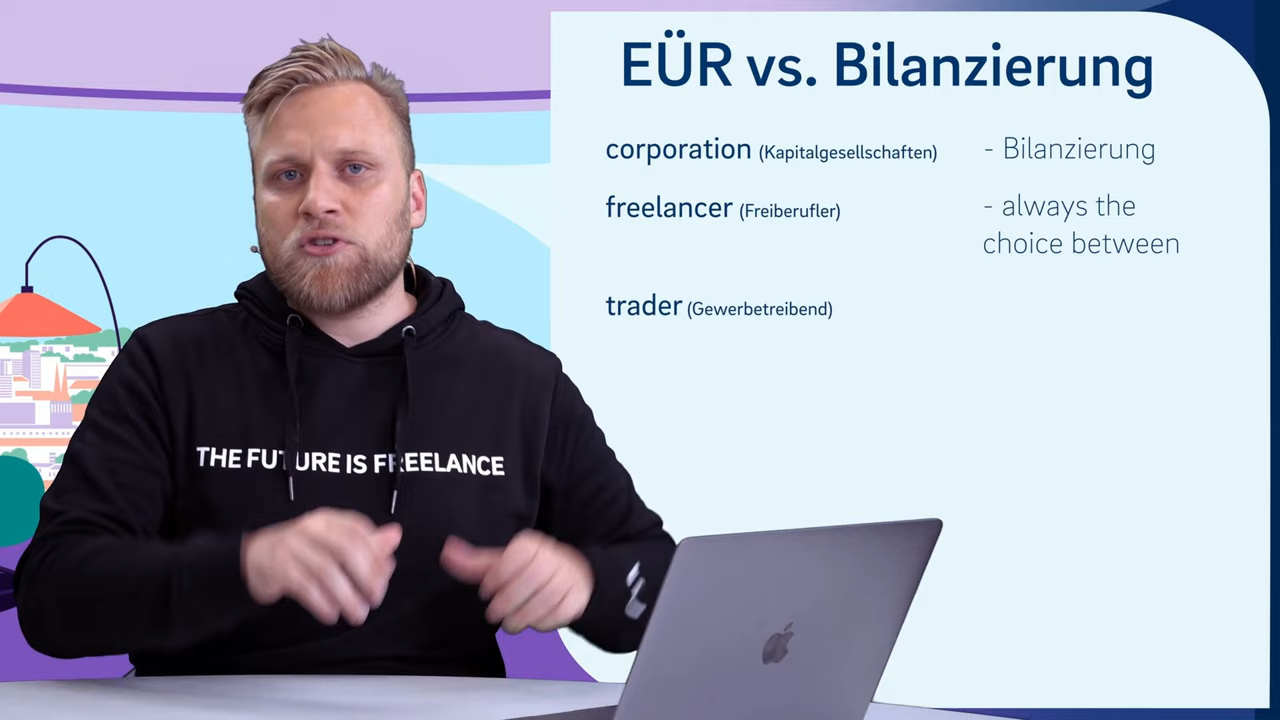 EÜR vs. Bilanzierung
corporation (Kapitalgesellschaften) - Bilanzierung
freelancer (Freiberufler) - always the
choice between
trader (Gewerbetreibend)
THE FUTURE IS FREELANCE